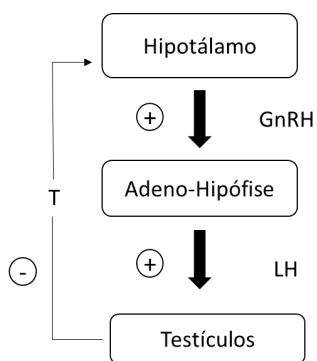 Hipotálamo
+
GnRH
Adeno-Hipófise
T
+
-
LH
Testículos